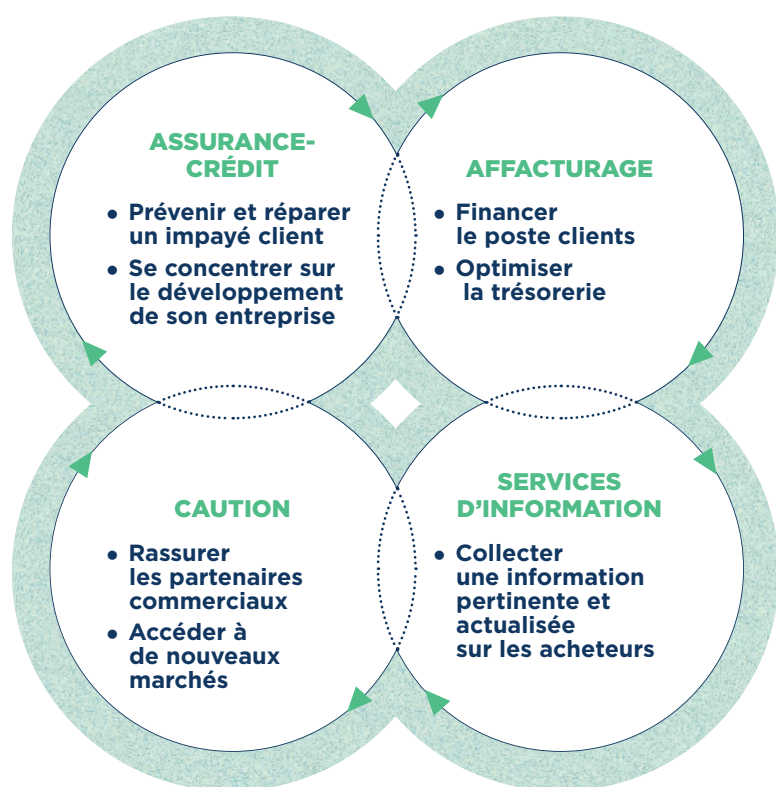 ASSURANCE-
CRÉDIT
• Prévenir et réparer
un impayé client
• Se concentrer sur
le développement
de son entreprise
AFFACTURAGE
• Financer
le poste clients
• Optimiser
la trésorerie
CAUTION
• Rassurer
les partenaires
commerciaux
• Accéder à
de nouveaux
marchés
SERVICES
D’INFORMATION
• Collecter
une information
pertinente et
actualisée
sur les acheteurs